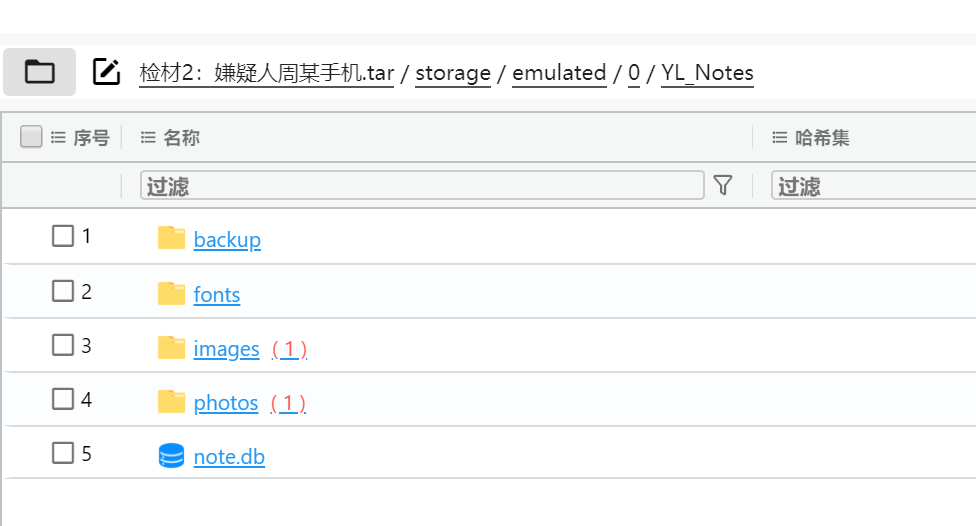 检材2：嫌疑人周某手机.tar / storage / emulated / 0 / YL_Notes
序号 名称 哈希集
过滤 过滤
1 backup
2 fonts
3 images (1)
4 photos (1)
5 note.db